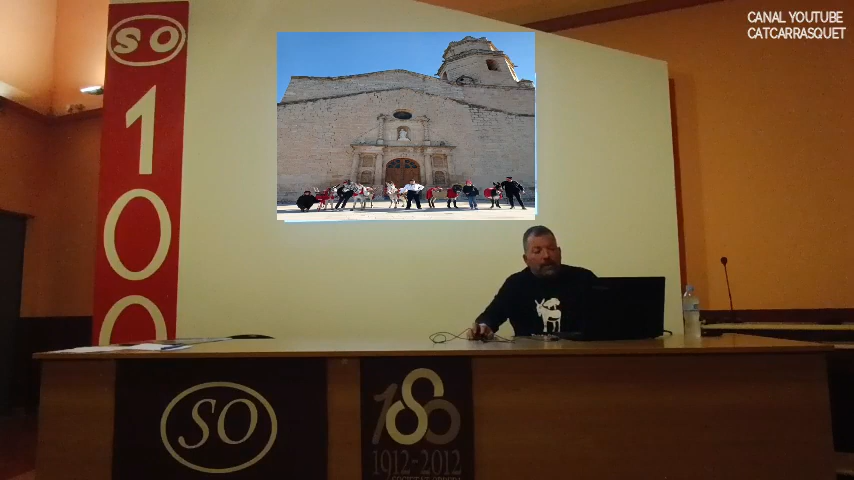 CANAL YOUTUBE
CATCARRASQUET
SO
100
SO
100
1912-2012